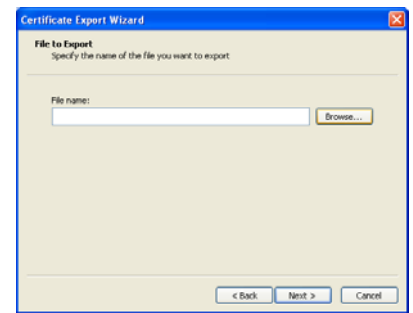 Certificate Export Wizard
File to Export
Specify the name of the file you want to export
File name:
Browse...
< Back Next > Cancel